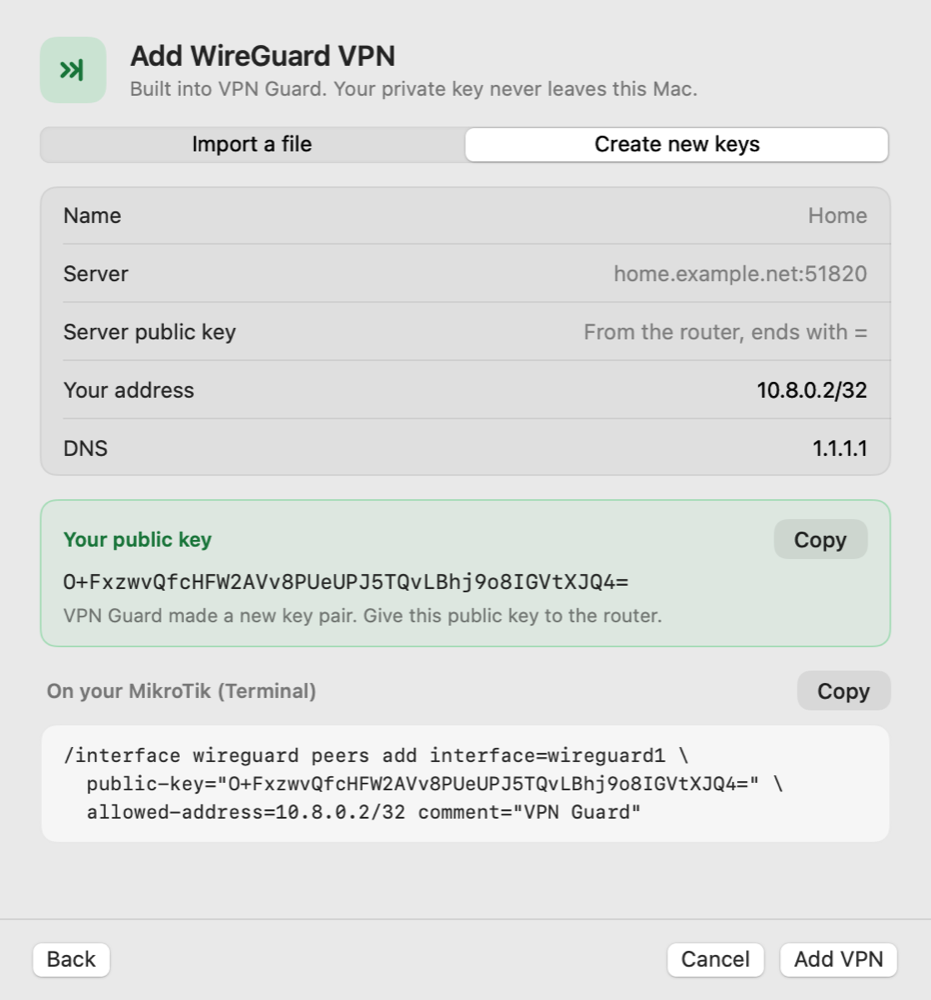 Add WireGuard VPN
Built into VPN Guard. Your private key never leaves this Mac.
Import a file
Create new keys
Name Home
Server home.example.net:51820
Server public key From the router, ends with =
Your address 10.8.0.2/32
DNS 1.1.1.1
Your public key Copy
O+FxzwvQfcHFW2AVv8PUeUPJ5TQvLBhj9o8IGVtXJQ4=
VPN Guard made a new key pair. Give this public key to the router.
On your MikroTik (Terminal) Copy
/interface wireguard peers add interface=wireguard1 \
public-key="O+FxzwvQfcHFW2AVv8PUeUPJ5TQvLBhj9o8IGVtXJQ4=" \
allowed-address=10.8.0.2/32 comment="VPN Guard"
Back Cancel Add VPN